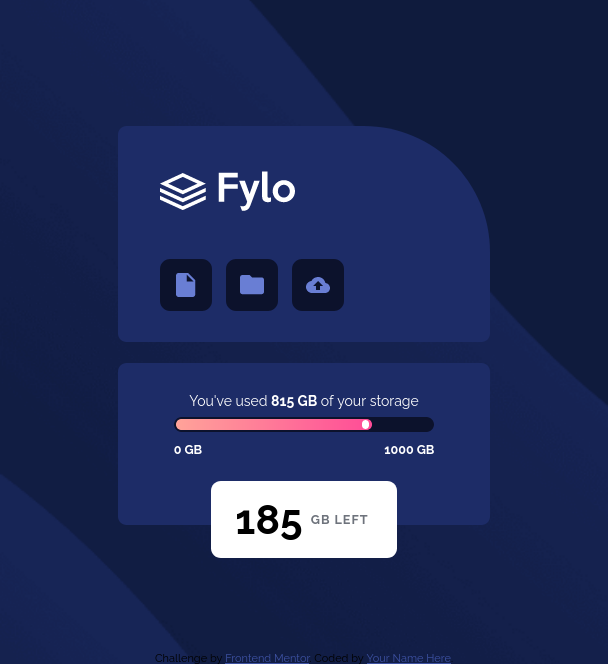 Fylo
You've used 815 GB of your storage
0 GB 1000 GB
185 GB LEFT
Challenge by Frontend Mentor. Coded by Your Name Here